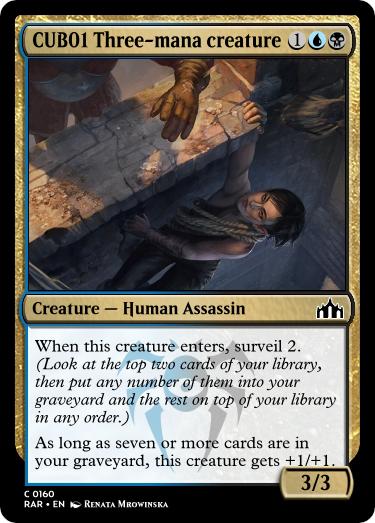 CUB01 Three-mana creature 1
Creature — Human Assassin
When this creature enters, surveil 2.
(Look at the top two cards of your library,
then put any number of them into your
graveyard and the rest on top of your library
in any order.)
As long as seven or more cards are in
your graveyard, this creature gets +1/+1.
3/3
C 0160
RAR • EN Renata Mrowinska